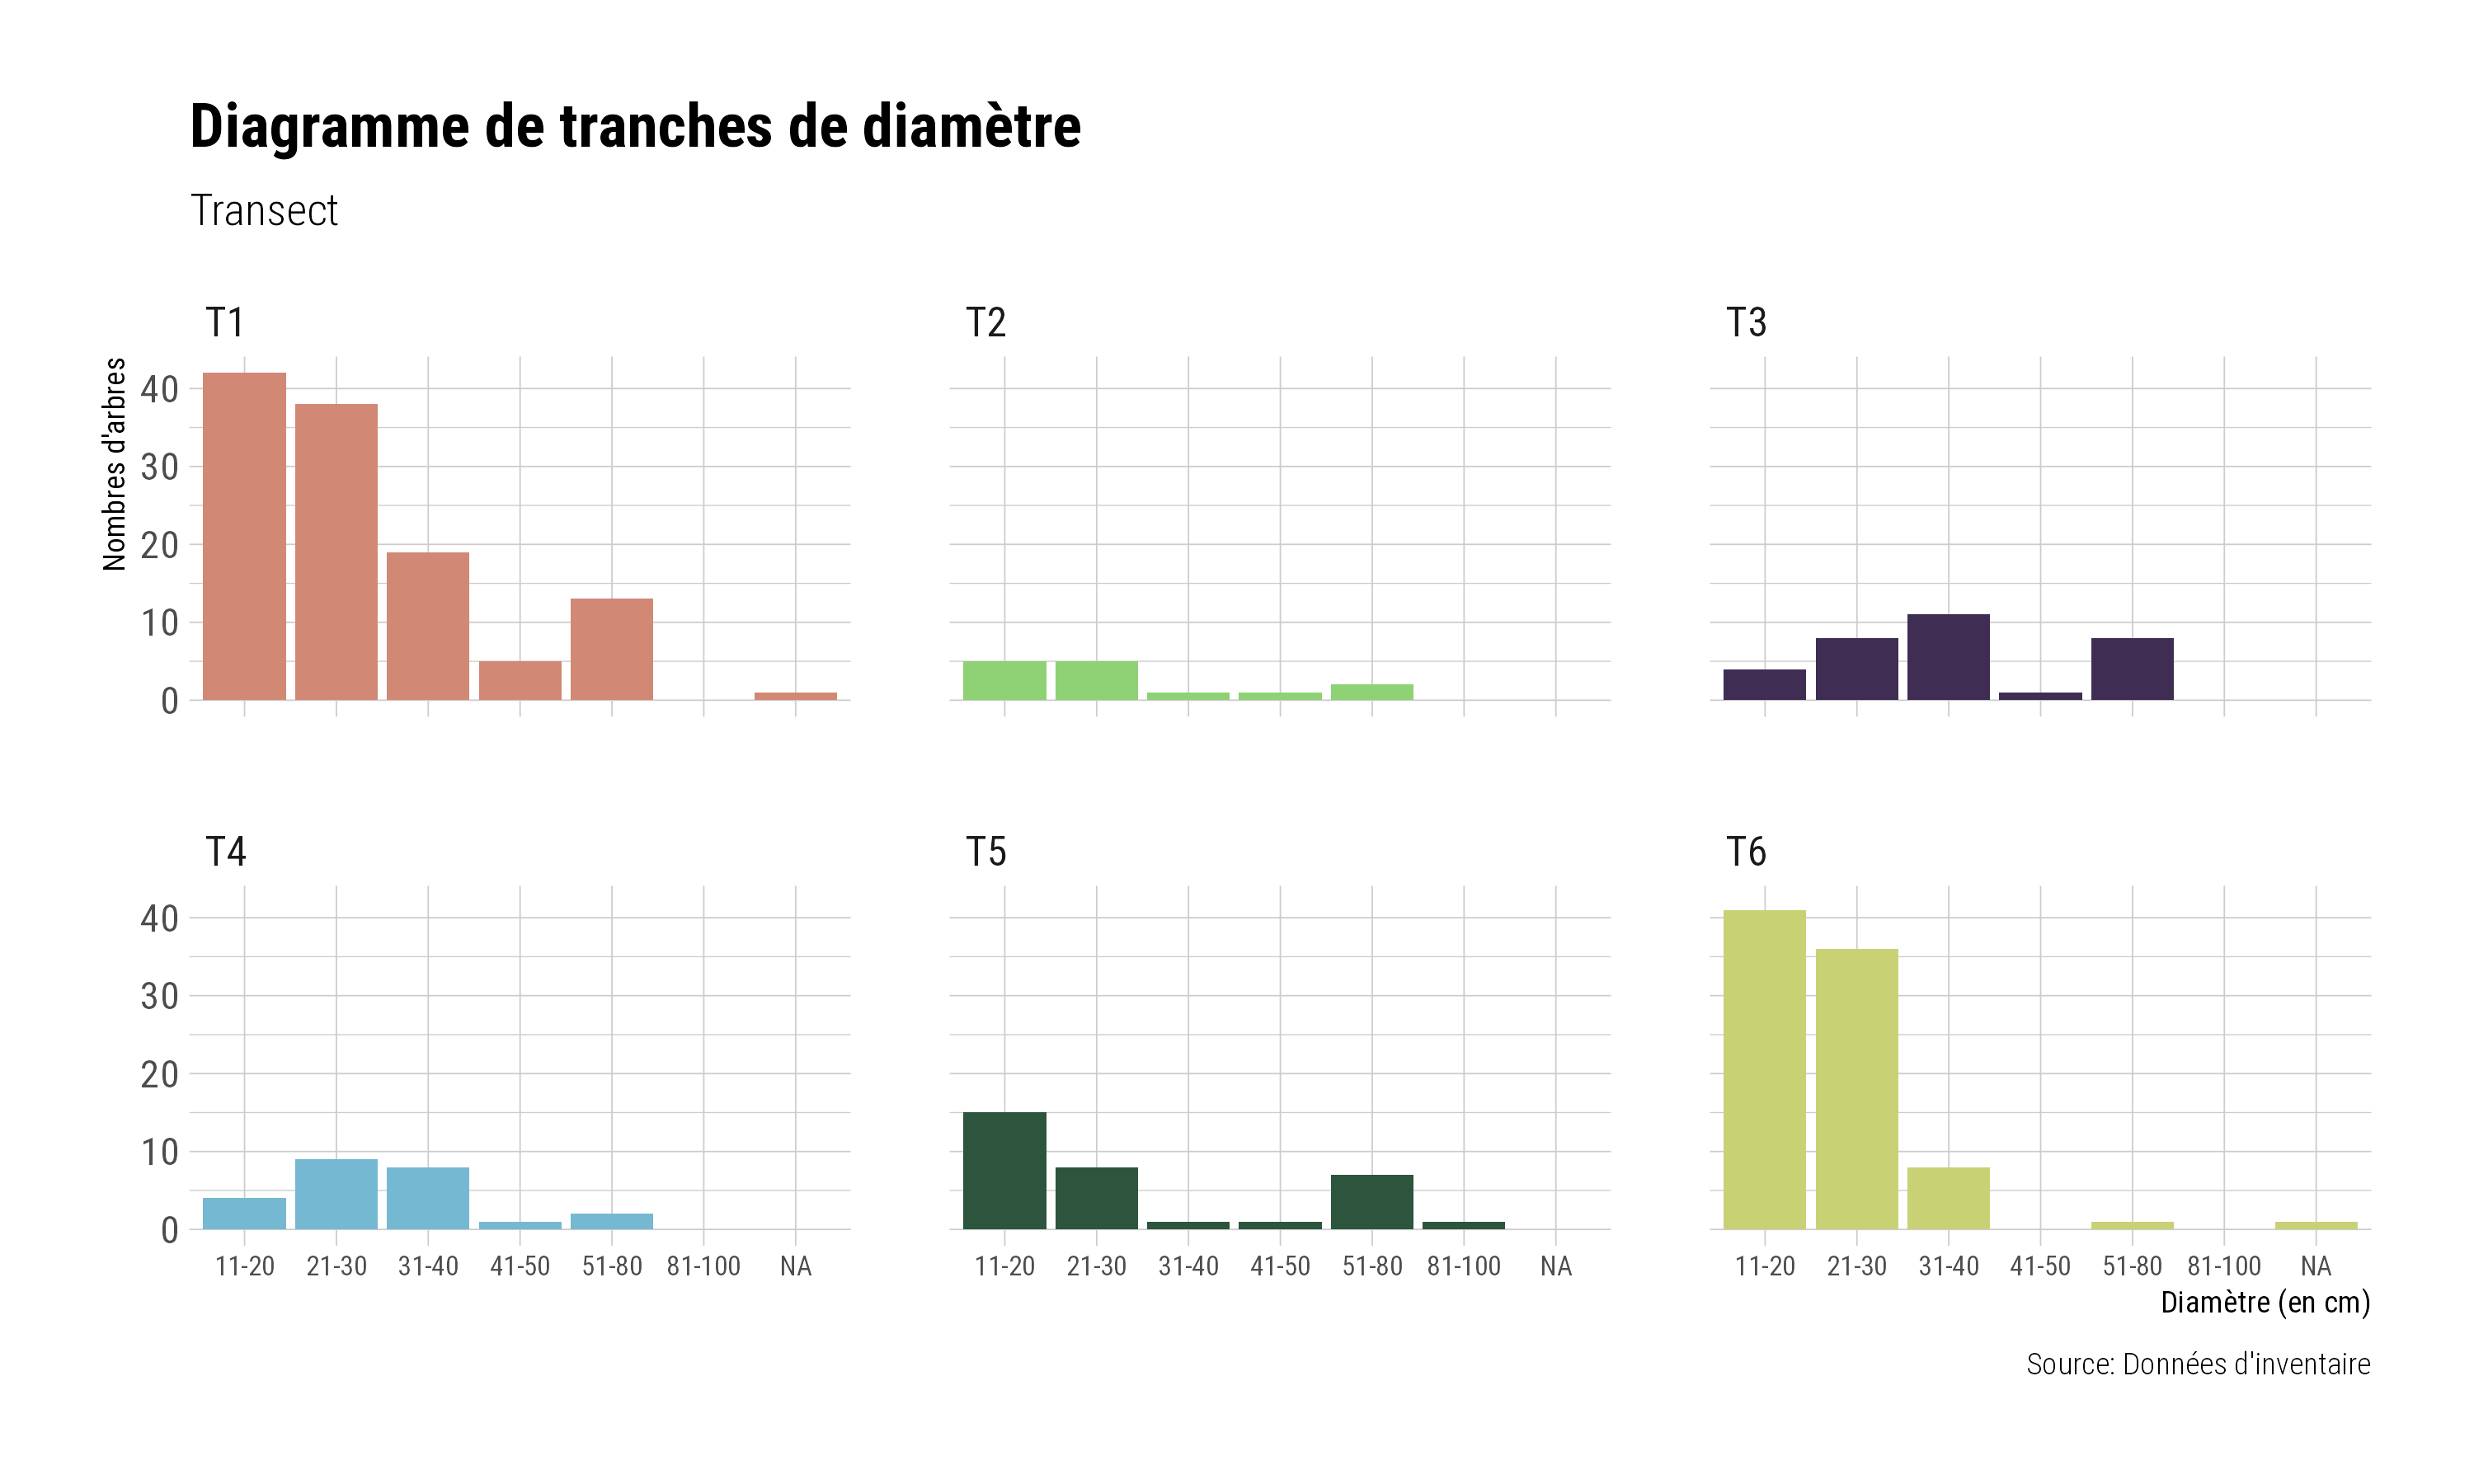 Diagramme de tranches de diamètre
Transect
T1
T2
T3
Nombres d'arbres
40
30
20
10
0
T4
T5
T6
40
30
20
10
0
11-20 21-30 31-40 41-50 51-80 81-100 NA
11-20 21-30 31-40 41-50 51-80 81-100 NA
11-20 21-30 31-40 41-50 51-80 81-100 NA
Diamètre (en cm)
Source: Données d'inventaire